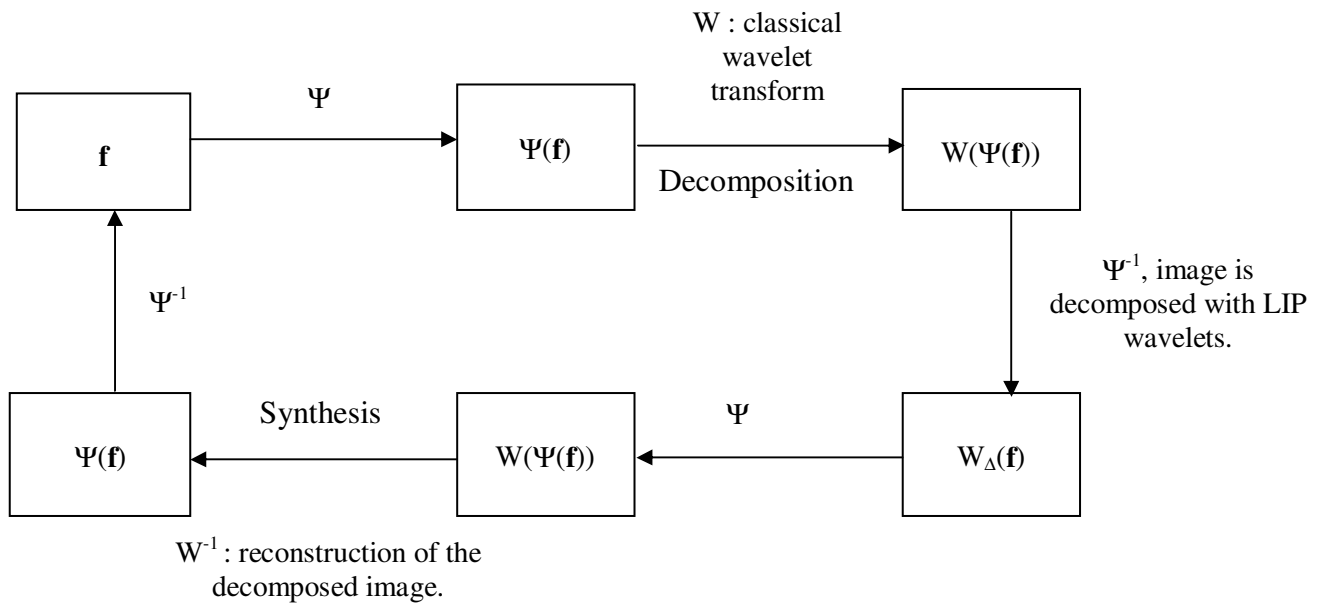 W : classical
wavelet
transform
Ψ
f
Ψ(f)
W(Ψ(f))
Decomposition
Ψ-1, image is
decomposed with LIP
wavelets.
Ψ-1
Synthesis
Ψ
Ψ(f)
W(Ψ(f))
WΔ(f)
W-1 : reconstruction of the
decomposed image.